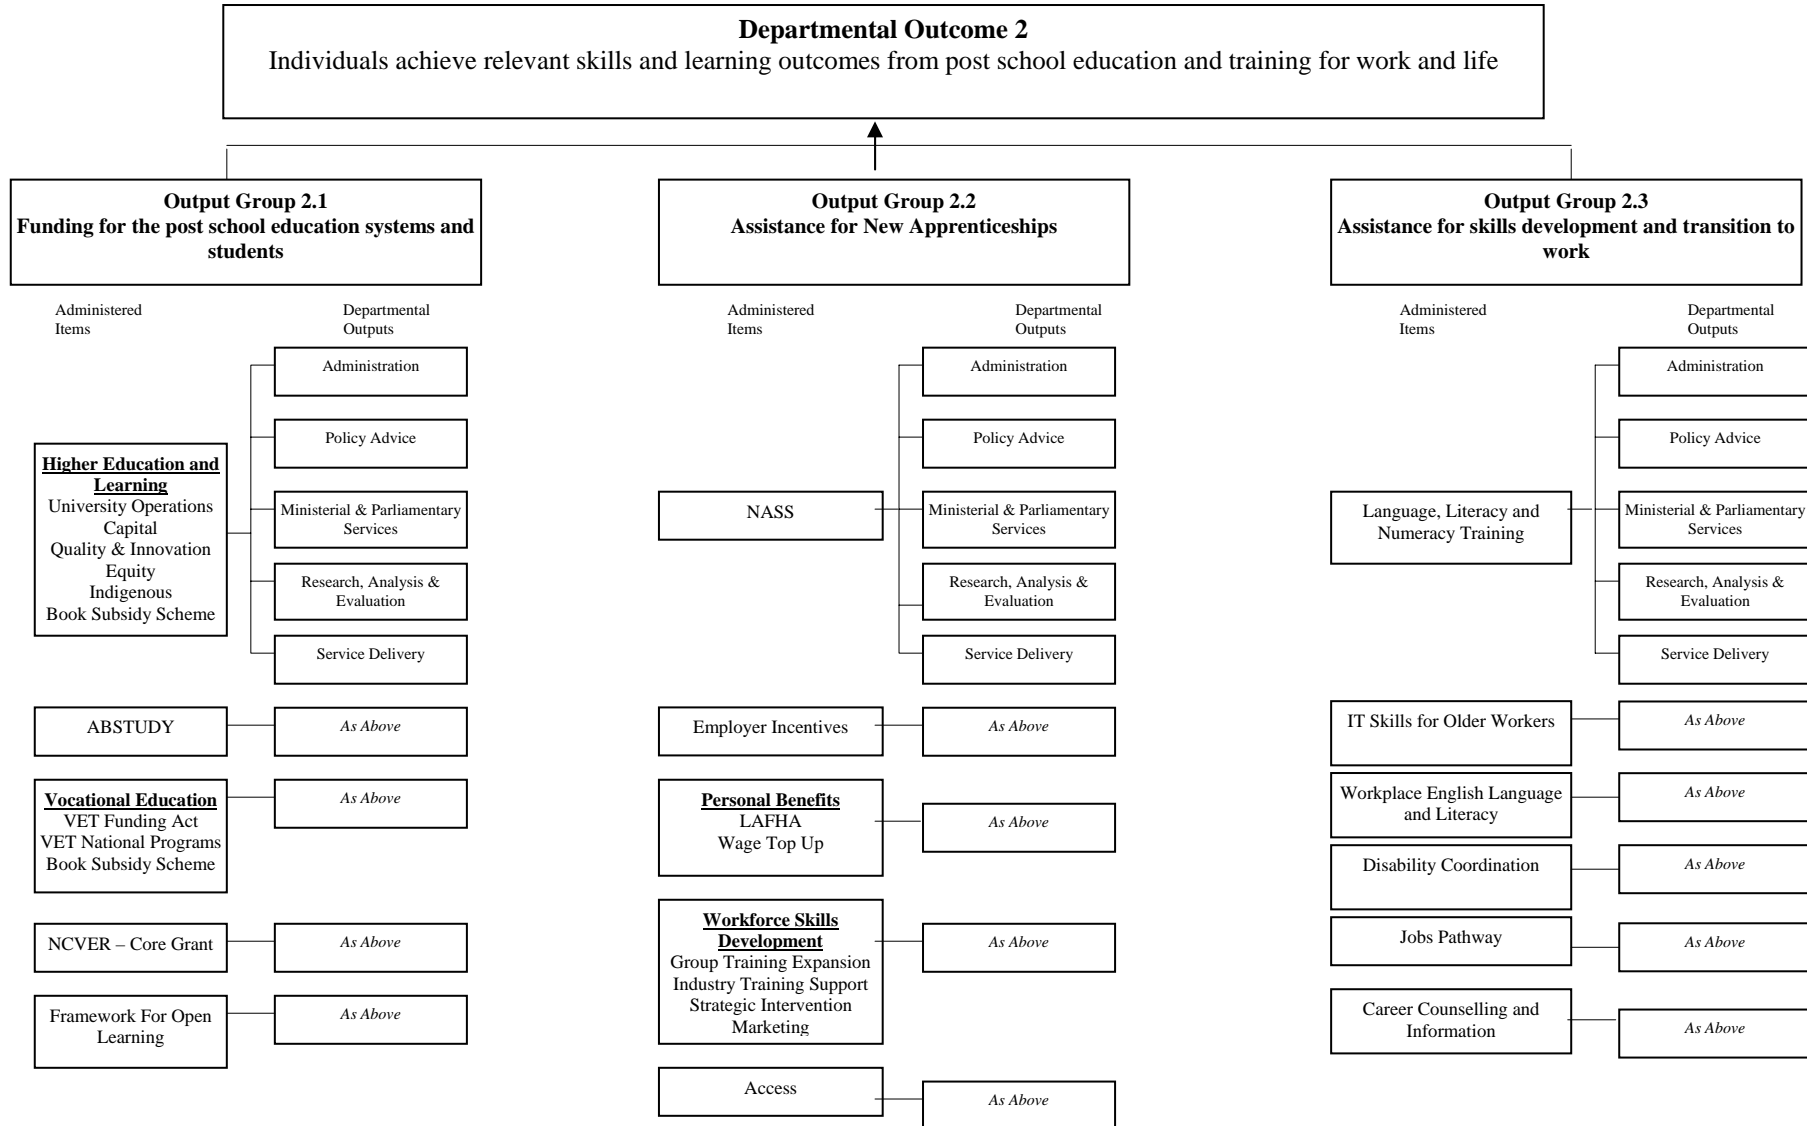 Departmental Outcome 2
Individuals achieve relevant skills and learning outcomes from post school education and training for work and life
Output Group 2.1
Funding for the post school education systems and
students
Administered
Items
Departmental
Outputs
Administration
Policy Advice
Higher Education and
Learning
University Operations
Capital
Quality & Innovation
Equity
Indigenous
Book Subsidy Scheme
Ministerial & Parliamentary
Services
Research, Analysis &
Evaluation
Service Delivery
ABSTUDY
As Above
Vocational Education
VET Funding Act
VET National Programs
Book Subsidy Scheme
As Above
NCVER – Core Grant
As Above
Framework For Open
Learning
As Above
Output Group 2.2
Assistance for New Apprenticeships
Administered
Items
Departmental
Outputs
Administration
Policy Advice
NASS
Ministerial & Parliamentary
Services
Research, Analysis &
Evaluation
Service Delivery
Employer Incentives
As Above
Personal Benefits
LAFHA
Wage Top Up
As Above
Workforce Skills
Development
Group Training Expansion
Industry Training Support
Strategic Intervention
Marketing
As Above
Access
As Above
Output Group 2.3
Assistance for skills development and transition to
work
Administered
Items
Departmental
Outputs
Administration
Policy Advice
Language, Literacy and
Numeracy Training
Ministerial & Parliamentary
Services
Research, Analysis &
Evaluation
Service Delivery
IT Skills for Older Workers
As Above
Workplace English Language
and Literacy
As Above
Disability Coordination
As Above
Jobs Pathway
As Above
Career Counselling and
Information
As Above